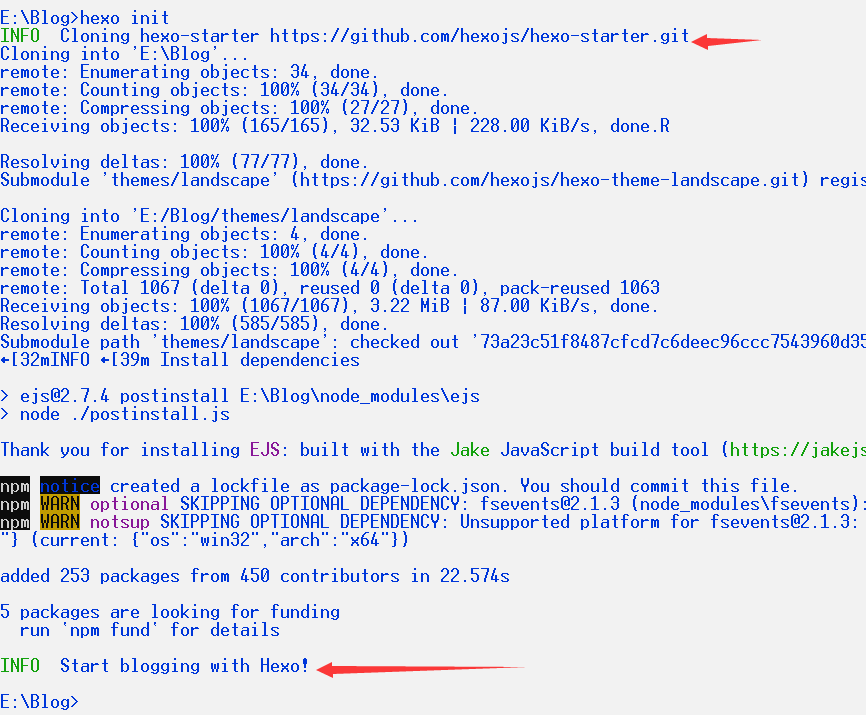 E:\Blog>hexo init
INFO  Cloning hexo-starter https://github.com/hexojs/hexo-starter.git
Cloning into 'E:\Blog'...
remote: Enumerating objects: 34, done.
remote: Counting objects: 100% (34/34), done.
remote: Compressing objects: 100% (27/27), done.
Receiving objects: 100% (165/165), 32.53 KiB | 228.00 KiB/s, done.R
Resolving deltas: 100% (77/77), done.
Submodule 'themes/landscape' (https://github.com/hexojs/hexo-theme-landscape.git) regis
Cloning into 'E:/Blog/themes/landscape'...
remote: Enumerating objects: 4, done.
remote: Counting objects: 100% (4/4), done.
remote: Compressing objects: 100% (4/4), done.
remote: Total 1067 (delta 0), reused 0 (delta 0), pack-reused 1063
Receiving objects: 100% (1067/1067), 3.22 MiB | 87.00 KiB/s, done.
Resolving deltas: 100% (585/585), done.
Submodule path 'themes/landscape': checked out '73a23c51f8487cfcd7c6deec96ccc7543960d35
←[32mINFO ←[39m Install dependencies
> ejs@2.7.4 postinstall E:\Blog\node_modules\ejs
> node ./postinstall.js
Thank you for installing EJS: built with the Jake JavaScript build tool (https://jakejs
npm notice created a lockfile as package-lock.json. You should commit this file.
npm WARN optional SKIPPING OPTIONAL DEPENDENCY: fsevents@2.1.3 (node_modules\fsevents):
npm WARN notsup SKIPPING OPTIONAL DEPENDENCY: Unsupported platform for fsevents@2.1.3:
"} (current: {"os":"win32","arch":"x64"})
added 253 packages from 450 contributors in 22.574s
5 packages are looking for funding
  run `npm fund` for details
INFO  Start blogging with Hexo!
E:\Blog>